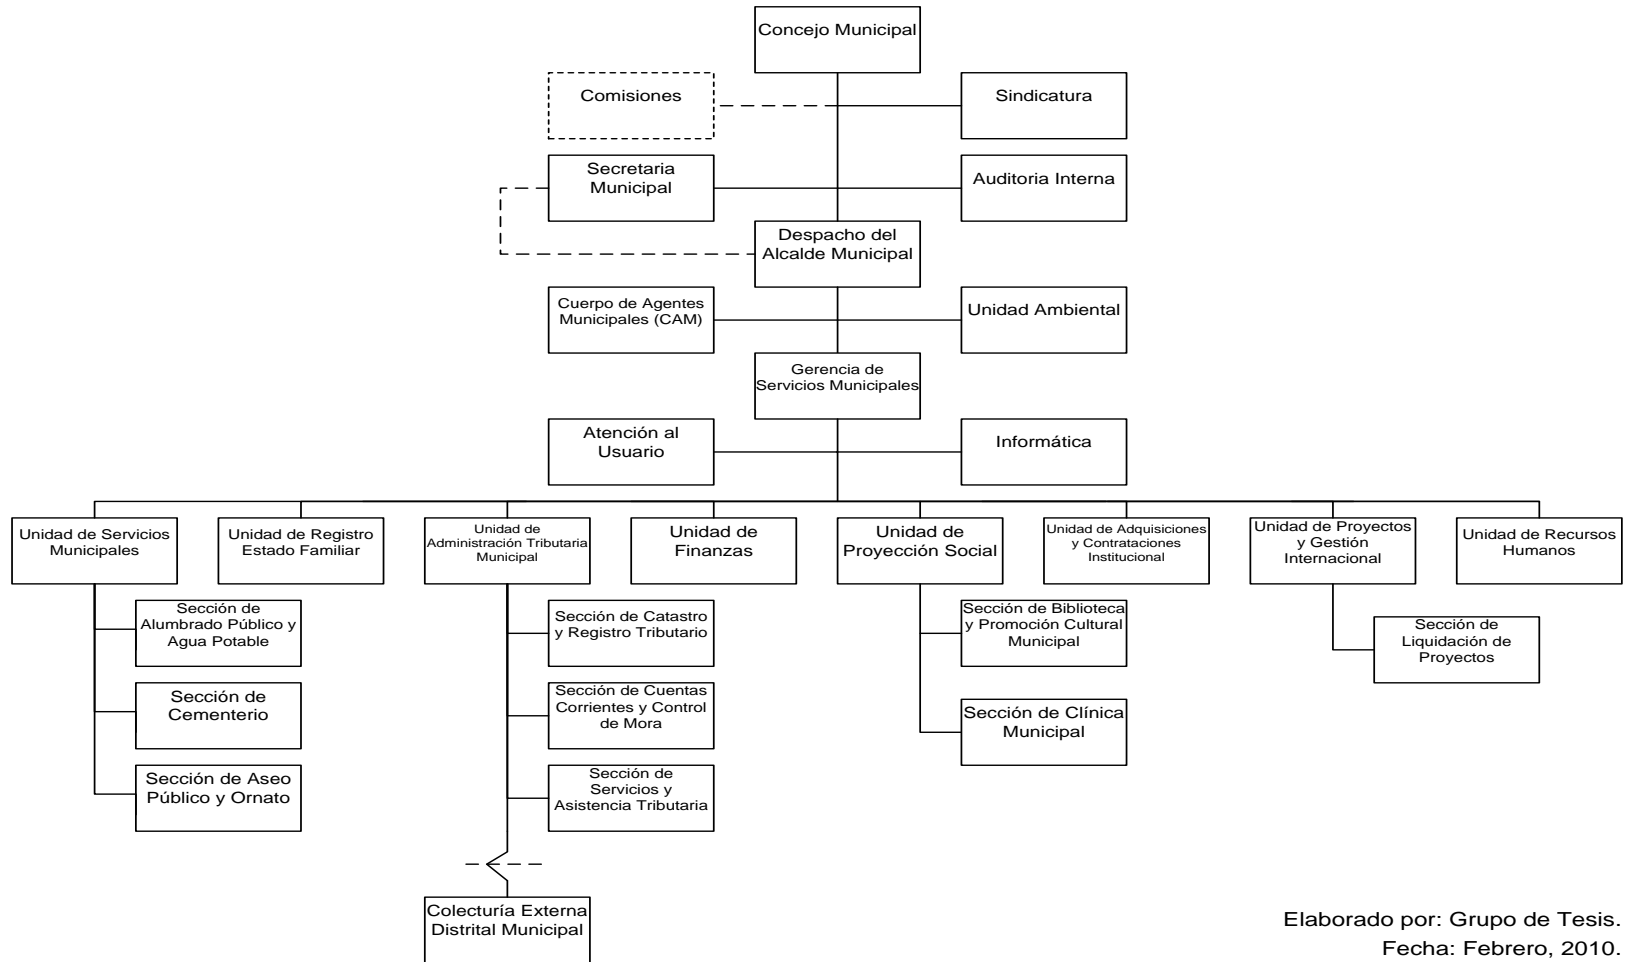 Concejo Municipal
Comisiones
Sindicatura
Secretaria
Municipal
Auditoria Interna
Despacho del
Alcalde Municipal
Cuerpo de Agentes
Municipales (CAM)
Unidad Ambiental
Gerencia de
Servicios Municipales
Atención al
Usuario
Informática
Unidad de Servicios
Municipales
Unidad de Registro
Estado Familiar
Unidad de
Administración Tributaria
Municipal
Unidad de
Finanzas
Unidad de
Proyección Social
Unidad de Adquisiciones
y Contrataciones
Institucional
Unidad de Proyectos
y Gestión
Internacional
Unidad de Recursos
Humanos
Sección de
Alumbrado Público y
Agua Potable
Sección de
Cementerio
Sección de Aseo
Público y Ornato
Sección de Catastro
y Registro Tributario
Sección de Cuentas
Corrientes y Control
de Mora
Sección de
Servicios y
Asistencia Tributaria
Colecturía Externa
Distrital Municipal
Sección de Biblioteca
y Promoción Cultural
Municipal
Sección de Clínica
Municipal
Sección de
Liquidación de
Proyectos
Elaborado por: Grupo de Tesis.
Fecha: Febrero, 2010.